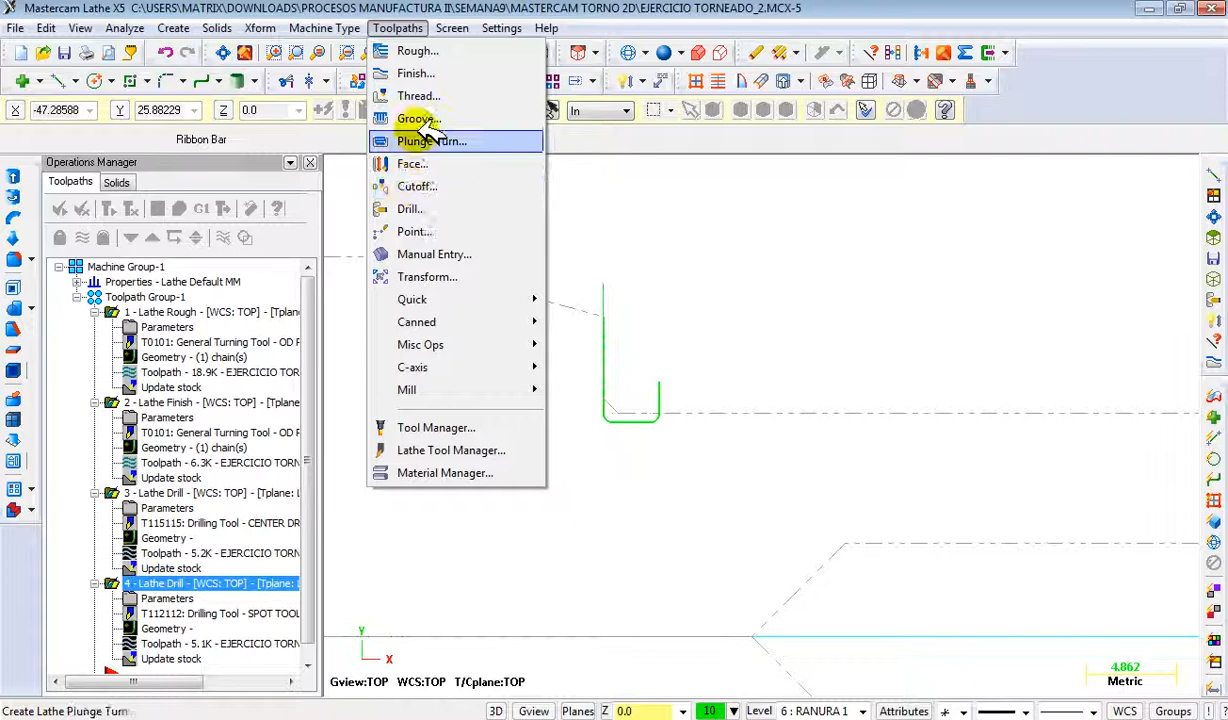 Mastercam Lathe X5 C:\USERS\MATRIX\DOWNLOADS\PROCESOS MANUFACTURA II\SEMANA9\MASTERCAM TORNO 2D\EJERCICIO TORNEADO_2.MCX-5
File Edit View Analyze Create Solids Xform Machine Type Toolpaths Screen Settings Help
X -47.28588 Y 25.88229 Z 0.0 In
Ribbon Bar
Operations Manager
Toolpaths Solids
G1
Machine Group-1
Properties - Lathe Default MM
Toolpath Group-1
1 - Lathe Rough - [WCS: TOP] - [Tplane:
Parameters
T0101: General Turning Tool - OD R
Geometry - (1) chain(s)
Toolpath - 18.9K - EJERCICIO TOR
Update stock
2 - Lathe Finish - [WCS: TOP] - [Tplane:
Parameters
T0101: General Turning Tool - OD R
Geometry - (1) chain(s)
Toolpath - 6.3K - EJERCICIO TORNE
Update stock
3 - Lathe Drill - [WCS: TOP] - [Tplane: L
Parameters
T115115: Drilling Tool - CENTER DR
Geometry -
Toolpath - 5.2K - EJERCICIO TORNE
Update stock
4 - Lathe Drill - [WCS: TOP] - [Tplane: L
Parameters
T112112: Drilling Tool - SPOT TOOL
Geometry -
Toolpath - 5.1K - EJERCICIO TORNE
Update stock
Rough...
Finish...
Thread...
Groove...
Plunge Turn...
Face...
Cutoff...
Drill...
Point...
Manual Entry...
Transform...
Quick
Canned
Misc Ops
C-axis
Mill
Tool Manager...
Lathe Tool Manager...
Material Manager...
Y
X
Gview:TOP WCS:TOP T/Cplane:TOP
4.862
Metric
Create Lathe Plunge Turn
3D Gview Planes Z 0.0 10 Level 6 : RANURA 1 Attributes WCS Groups ?